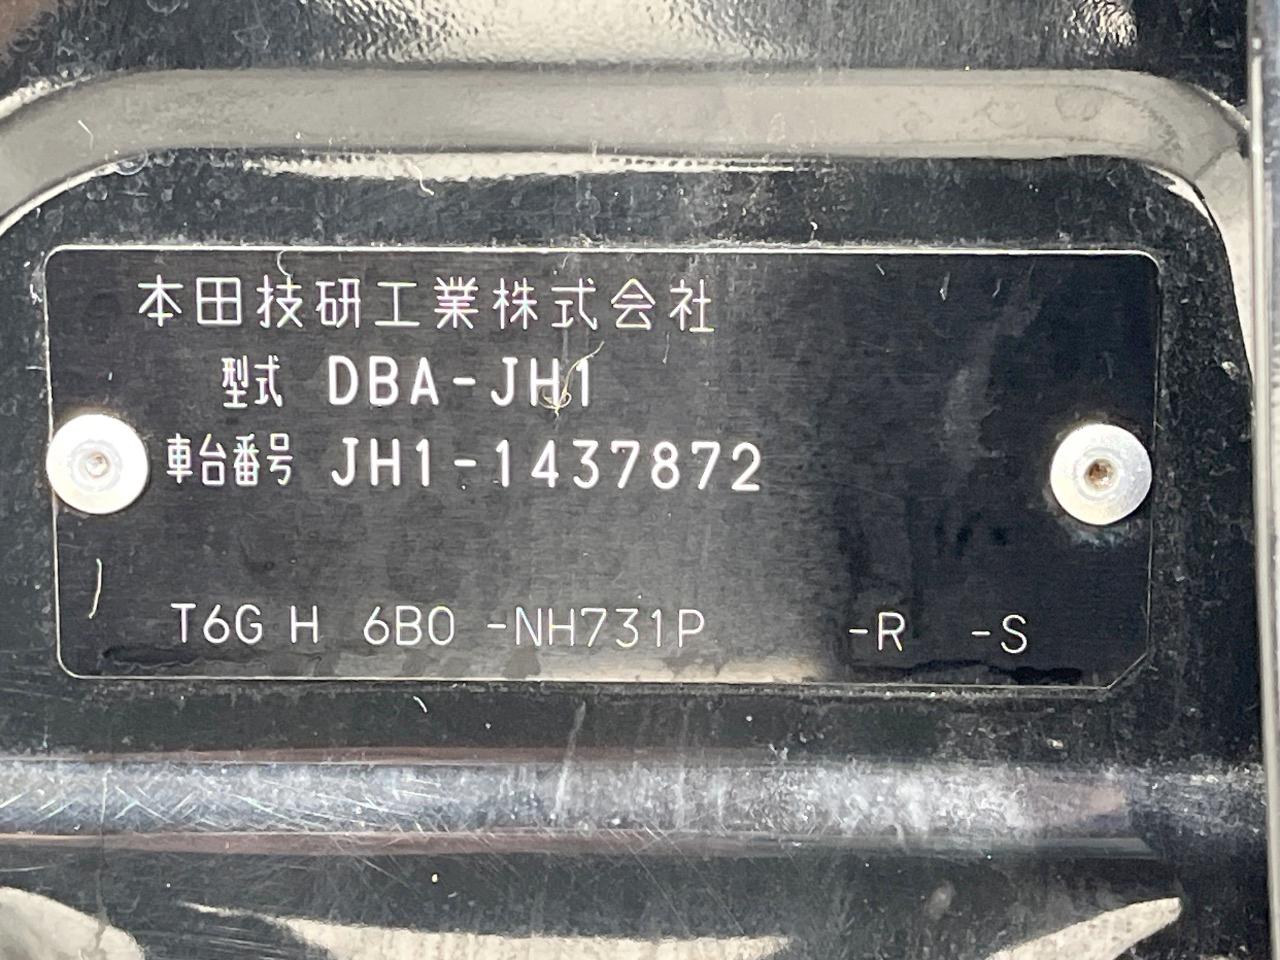 本田技研工業株式会社
型式 DBA-JH1
車台番号 JH1-1437872
T6G H 6B0 -NH731P -R -S